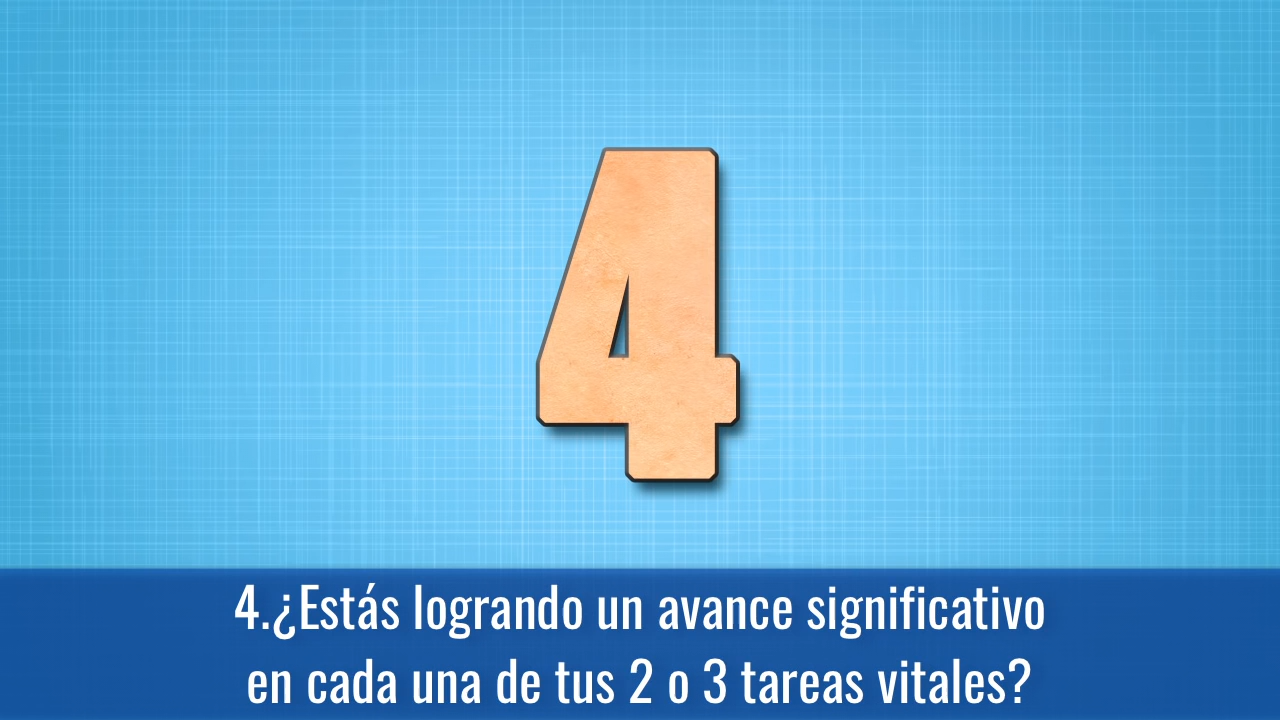 4
4.¿Estás logrando un avance significativo
en cada una de tus 2 o 3 tareas vitales?